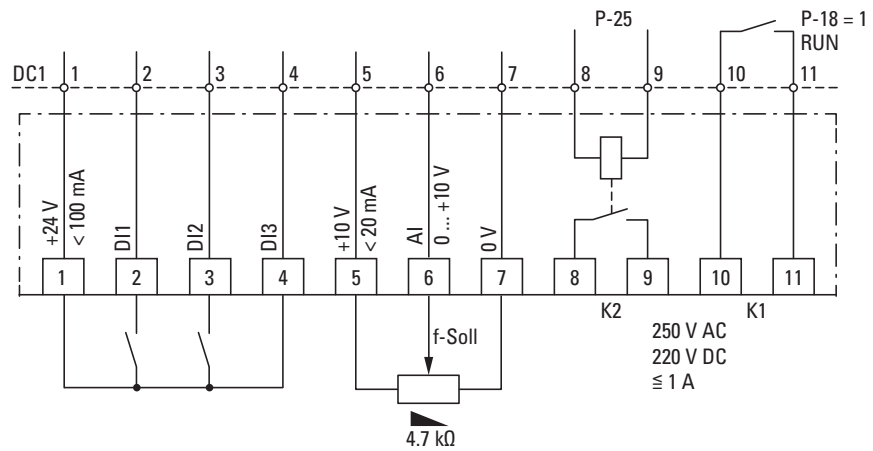 P-25
P-18 = 1
RUN
DC1 1 2 3 4 5 6 7 8 9 10 11
+24 V
< 100 mA
DI1
DI2
DI3
+10 V
< 20 mA
AI
0 ... +10 V
0 V
1 2 3 4 5 6 7 8 9 10 11
K2
K1
f-Soll
250 V AC
220 V DC
≦ 1 A
4.7 kΩ